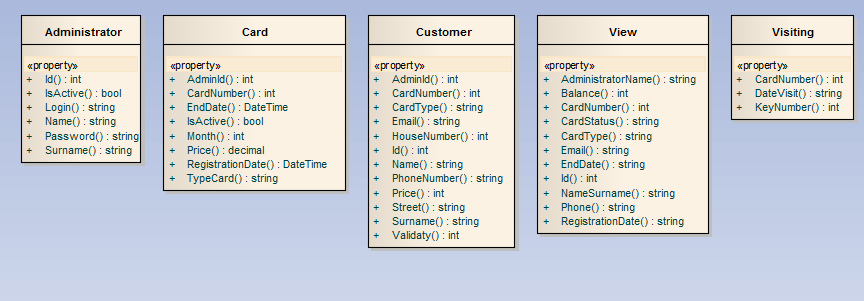 Administrator
«property»
+ Id() : int
+ IsActive() : bool
+ Login() : string
+ Name() : string
+ Password() : string
+ Surname() : string
Card
«property»
+ AdminId() : int
+ CardNumber() : int
+ EndDate() : DateTime
+ IsActive() : bool
+ Month() : int
+ Price() : decimal
+ RegistrationDate() : DateTime
+ TypeCard() : string
Customer
«property»
+ AdminId() : int
+ CardNumber() : int
+ CardType() : string
+ Email() : string
+ HouseNumber() : int
+ Id() : int
+ Name() : string
+ PhoneNumber() : string
+ Price() : int
+ Street() : string
+ Surname() : string
+ Validaty() : int
View
«property»
+ AdministratorName() : string
+ Balance() : int
+ CardNumber() : int
+ CardStatus() : string
+ CardType() : string
+ Email() : string
+ EndDate() : string
+ Id() : int
+ NameSurname() : string
+ Phone() : string
+ RegistrationDate() : string
Visiting
«property»
+ CardNumber() : int
+ DateVisit() : string
+ KeyNumber() : int